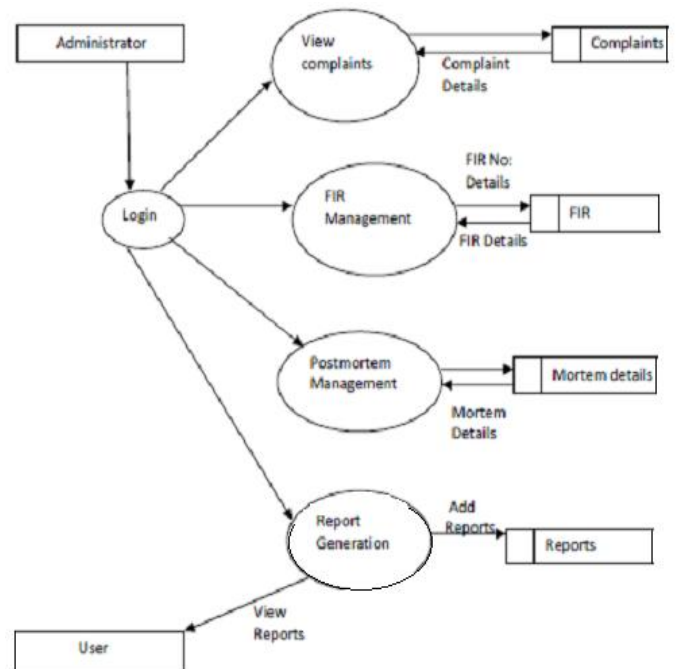 Administrator
View
complaints
Complaints
Complaint
Details
Login
FIR
Management
FIR No:
Details
FIR
FIR Details
Postmortem
Management
Mortem details
Mortem
Details
Report
Generation
Add
Reports
Reports
View
Reports
User